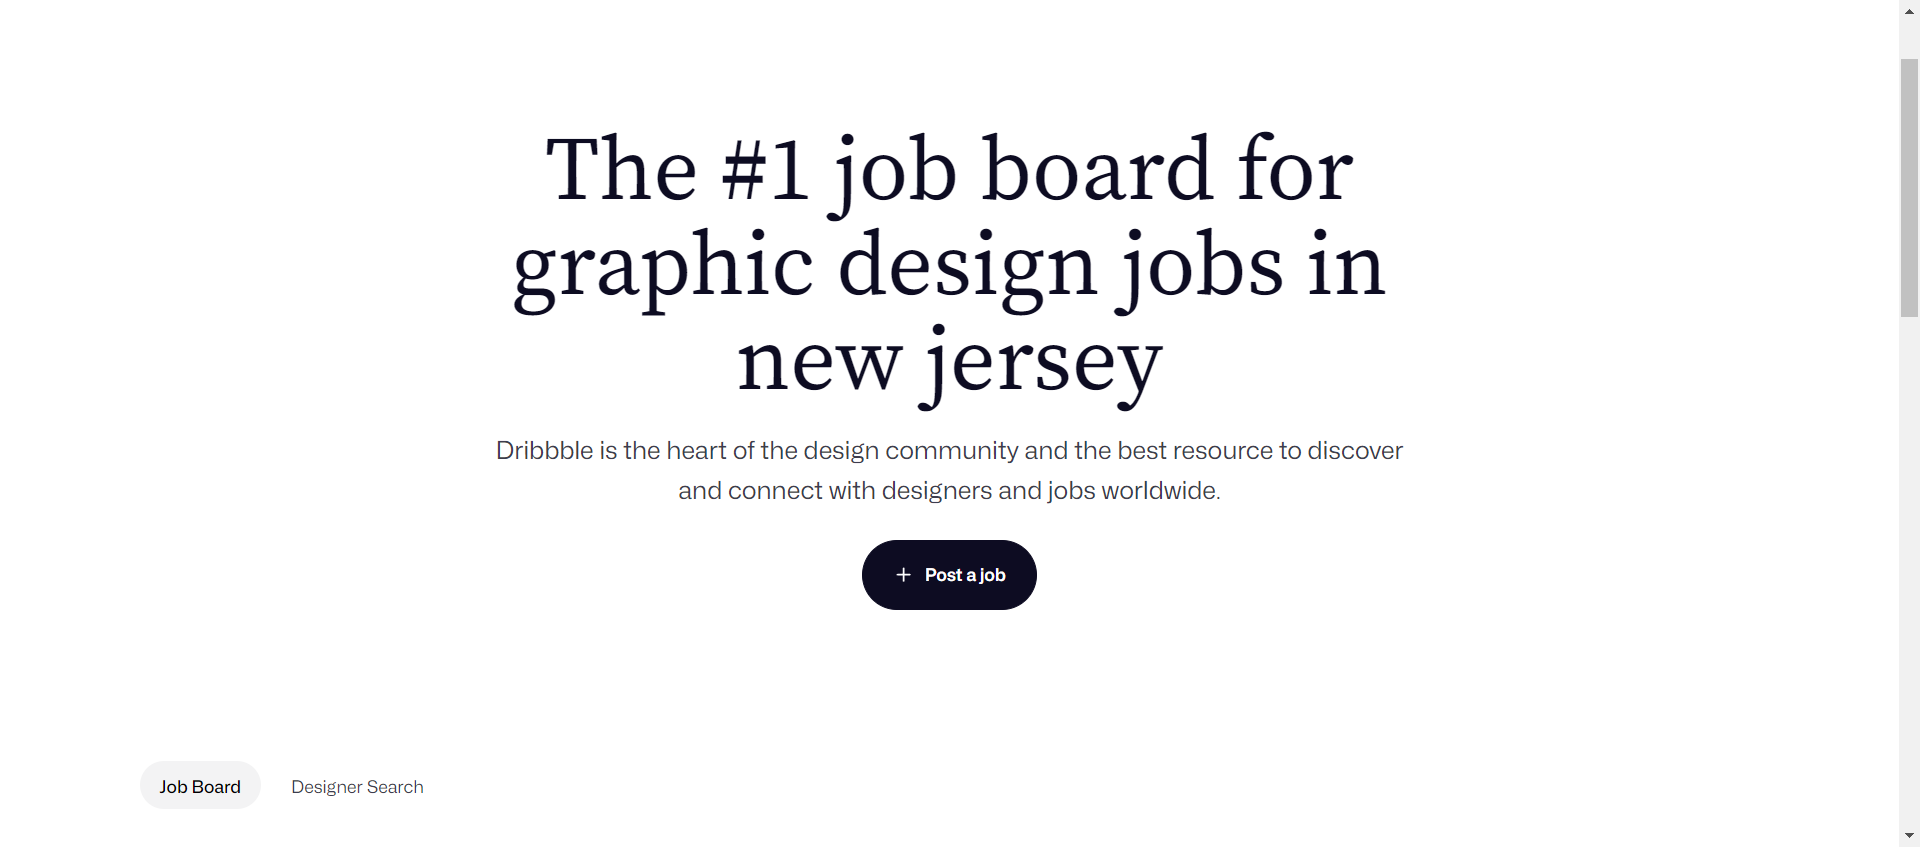 The #1 job board for
graphic design jobs in
new jersey
Dribbble is the heart of the design community and the best resource to discover
and connect with designers and jobs worldwide.
+ Post a job
Job Board
Designer Search